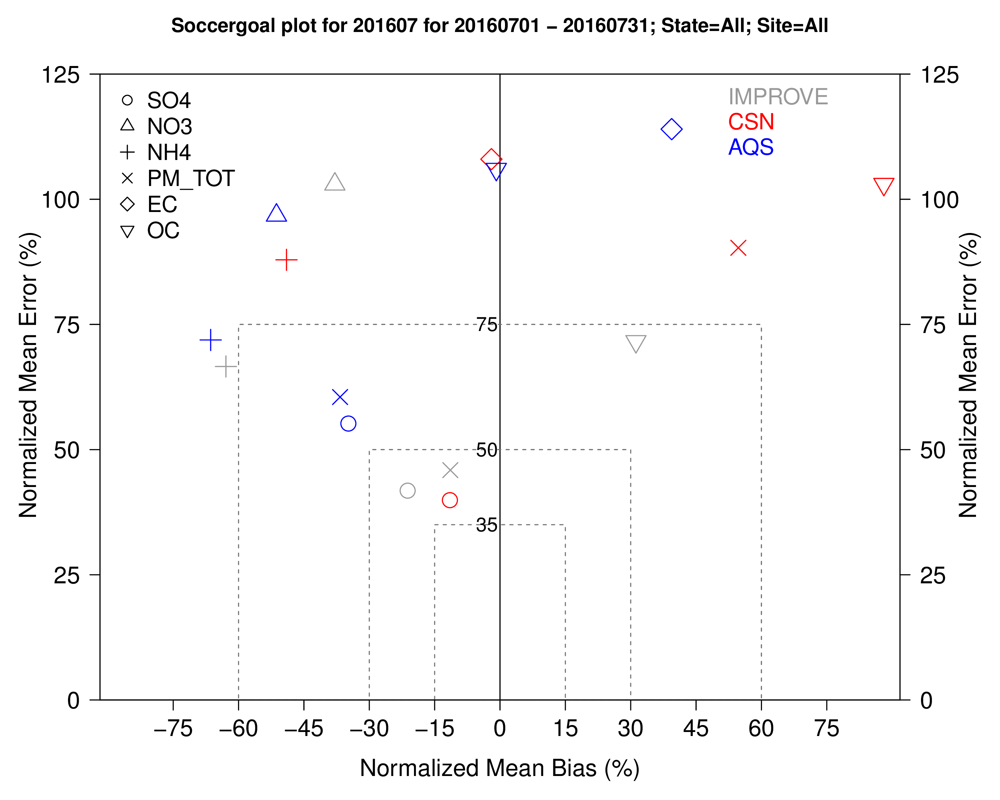 Soccergoal plot for 201607 for 20160701 − 20160731; State=All; Site=All
125
100
75
50
25
0
Normalized Mean Error (%)
SO4
NO3
NH4
PM_TOT
EC
OC
IMPROVE
CSN
AQS
75
50
35
125
100
75
50
25
0
Normalized Mean Error (%)
−75 −60 −45 −30 −15 0 15 30 45 60 75
Normalized Mean Bias (%)